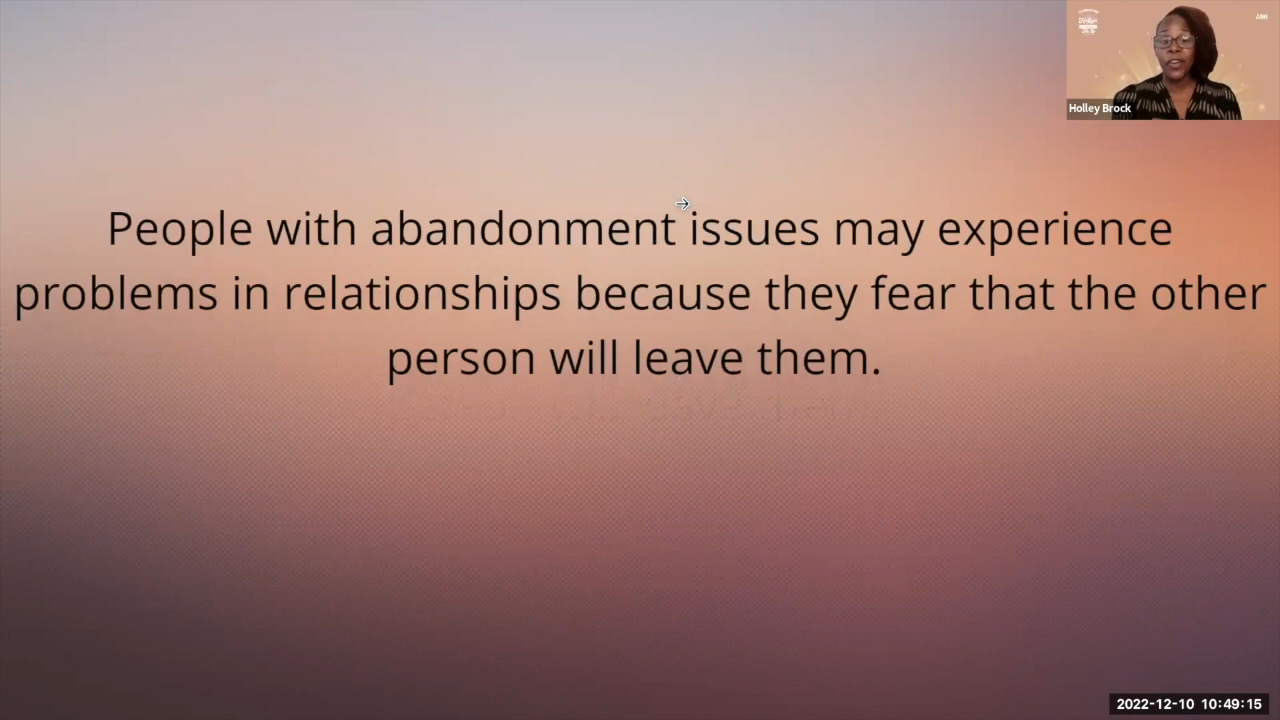 Holley Brock
People with abandonment issues may experience
problems in relationships because they fear that the other
person will leave them.
2022-12-10 10:49:15